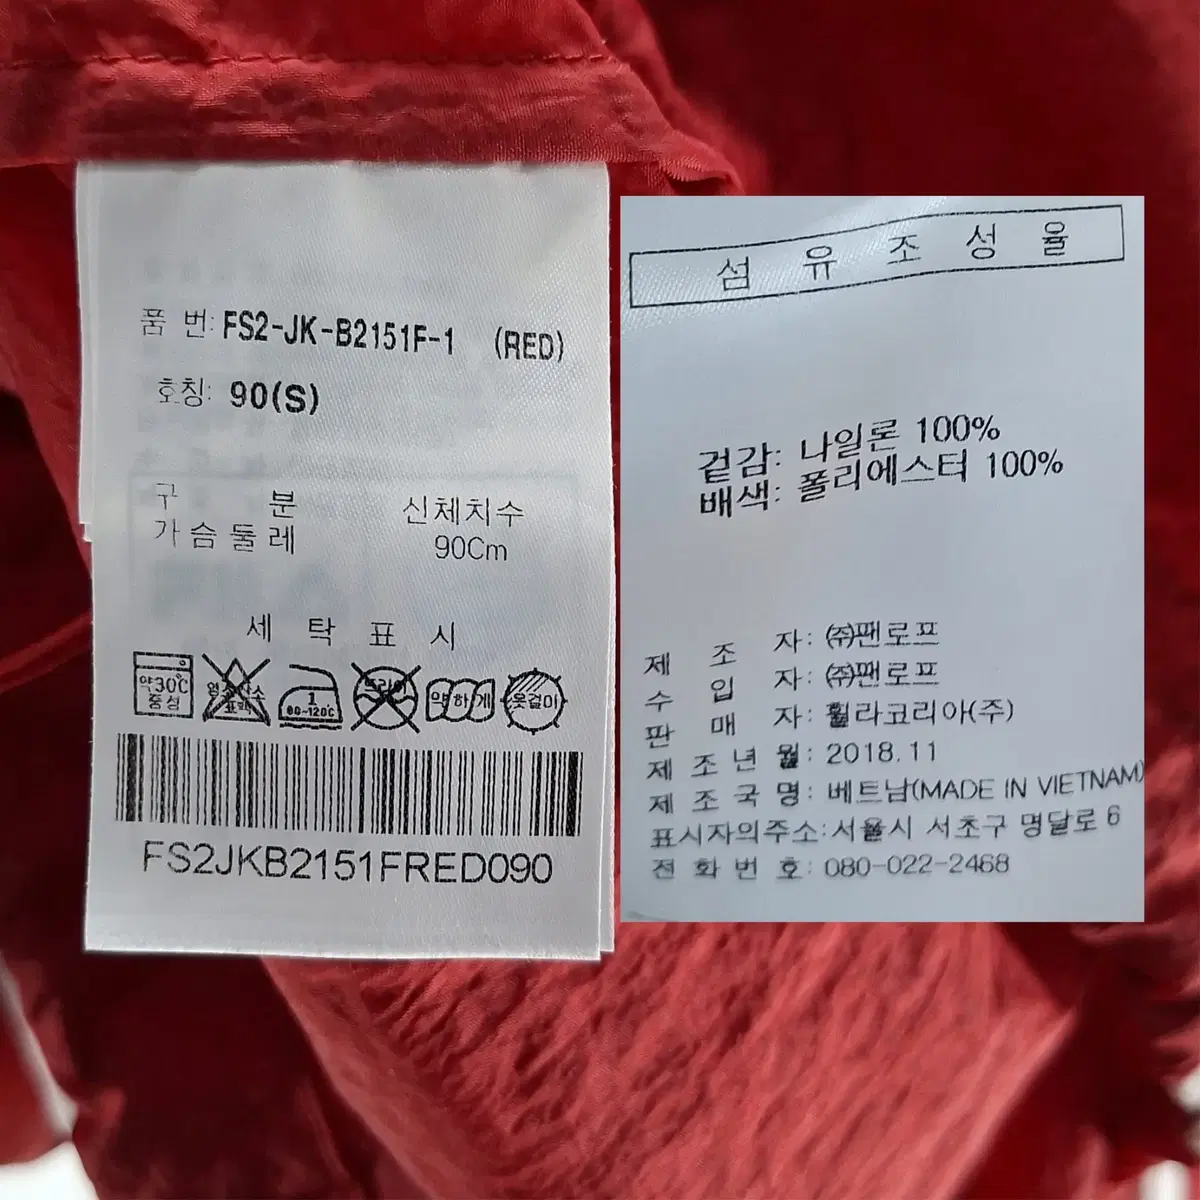 품 번: FS2-JK-B2151F-1 (RED)
호칭: 90(S)
구 분 신체치수
가슴둘레 90Cm
세 탁 표 시
약30℃
중성
염소산소
표백
1
80~120℃
드라이
약하게
옷걸이
FS2JKB2151FRED090
섬 유 조 성 율
겉감: 나일론 100%
배색: 폴리에스터 100%
제 조 자: ㈜팬로프
수 입 자: ㈜팬로프
판 매 자: 휠라코리아(주)
제 조 년 월: 2018.11
제 조 국 명: 베트남(MADE IN VIETNAM)
표시자의주소: 서울시 서초구 명달로 6
전 화 번 호: 080-022-2468